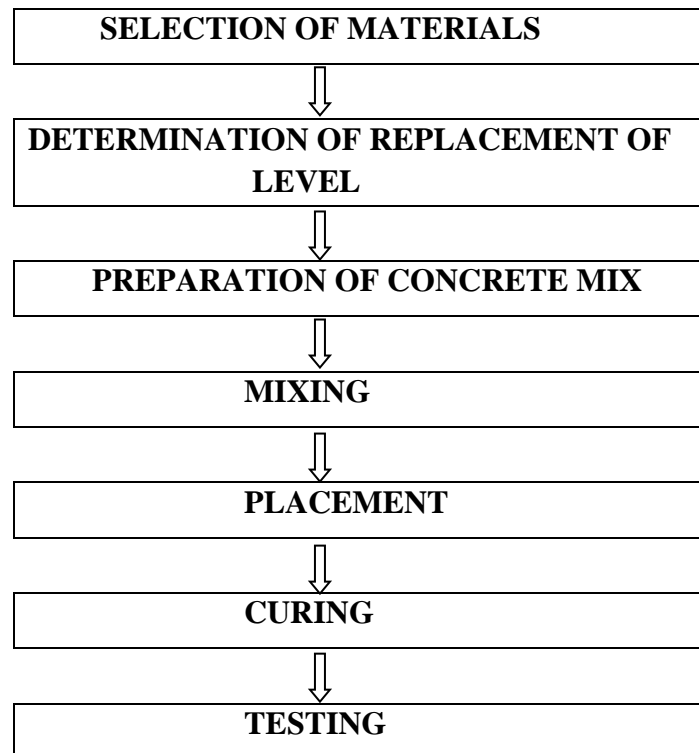 SELECTION OF MATERIALS
DETERMINATION OF REPLACEMENT OF
LEVEL
PREPARATION OF CONCRETE MIX
MIXING
PLACEMENT
CURING
TESTING